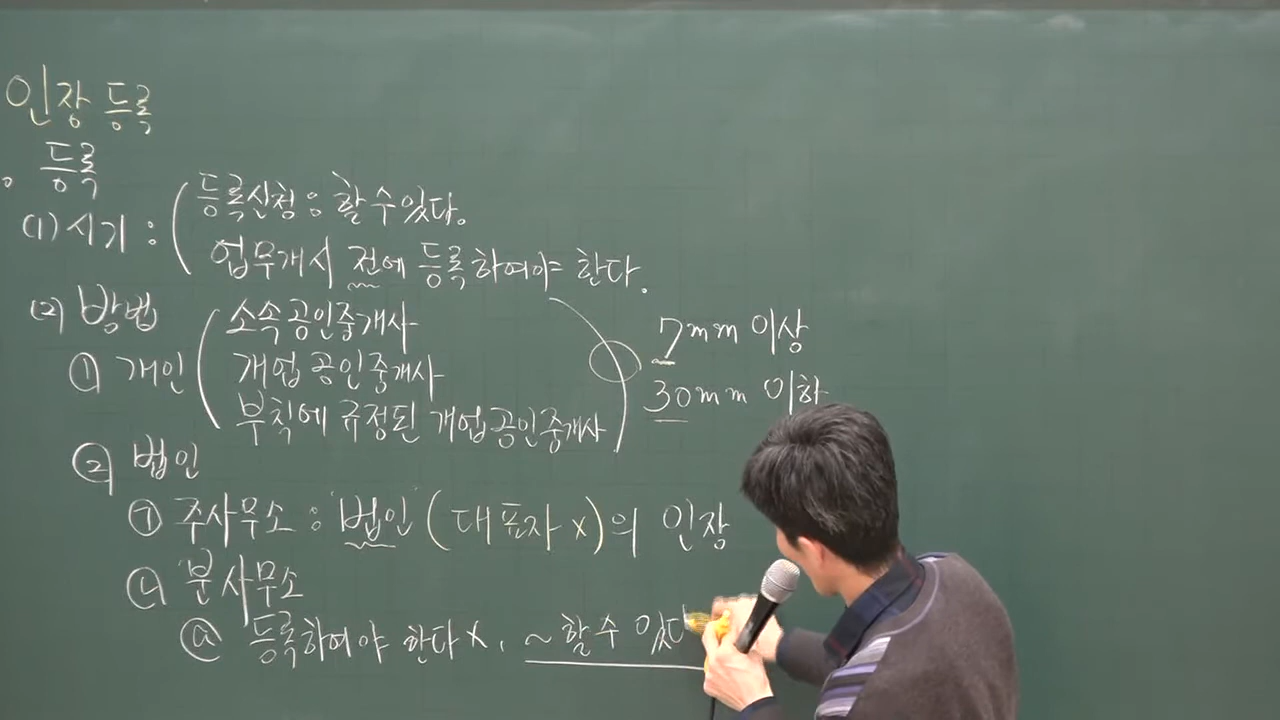 인장 등록
등록
(1) 시기 : 등록신청 : 할 수 있다.
업무개시 전에 등록하여야 한다.
(2) 방법
① 개인 소속공인중개사
개업공인중개사
부칙에 규정된 개업공인중개사
7mm 이상
30mm 이하
② 법인
㉠ 주사무소 : '법인' (대표자 x)의 인장
㉡ 분사무소
ⓐ 등록하여야 한다 x, ~할 수 있다